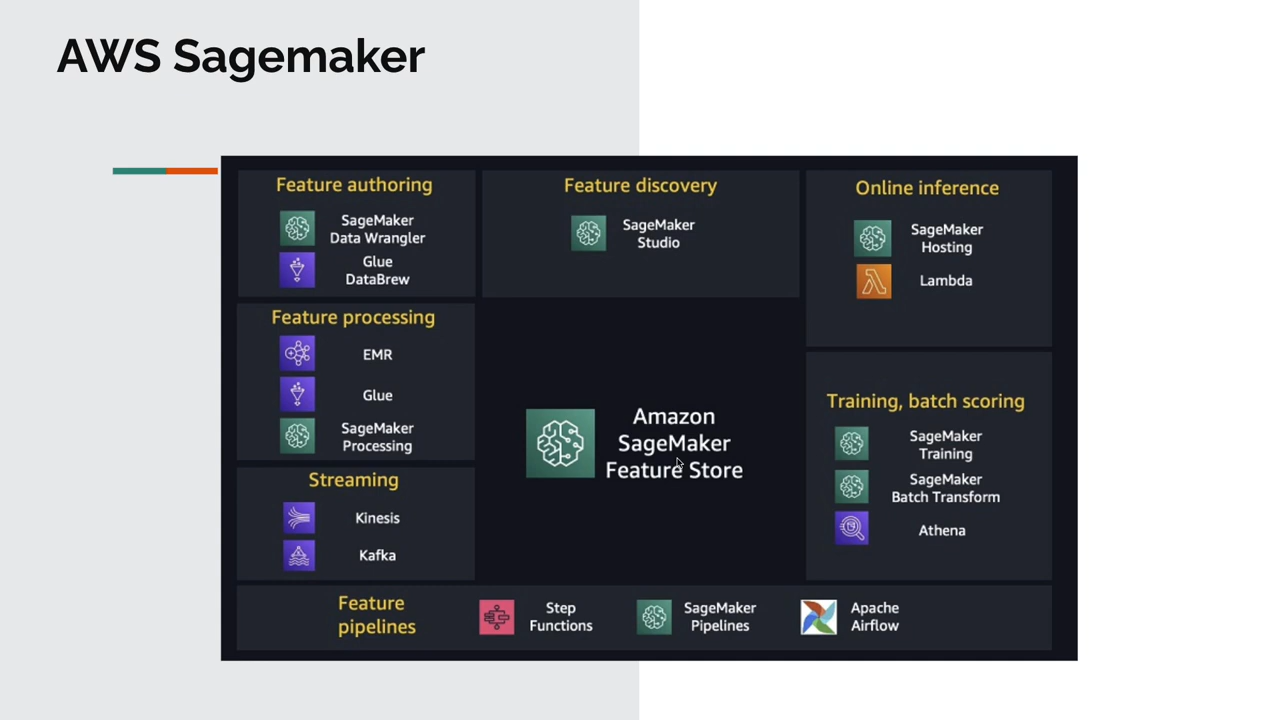 AWS Sagemaker
Feature authoring
SageMaker
Data Wrangler
Glue
DataBrew
Feature processing
EMR
Glue
SageMaker
Processing
Streaming
Kinesis
Kafka
Feature discovery
SageMaker
Studio
Amazon
SageMaker
Feature Store
Online inference
SageMaker
Hosting
Lambda
Training, batch scoring
SageMaker
Training
SageMaker
Batch Transform
Athena
Feature
pipelines
Step
Functions
SageMaker
Pipelines
Apache
Airflow